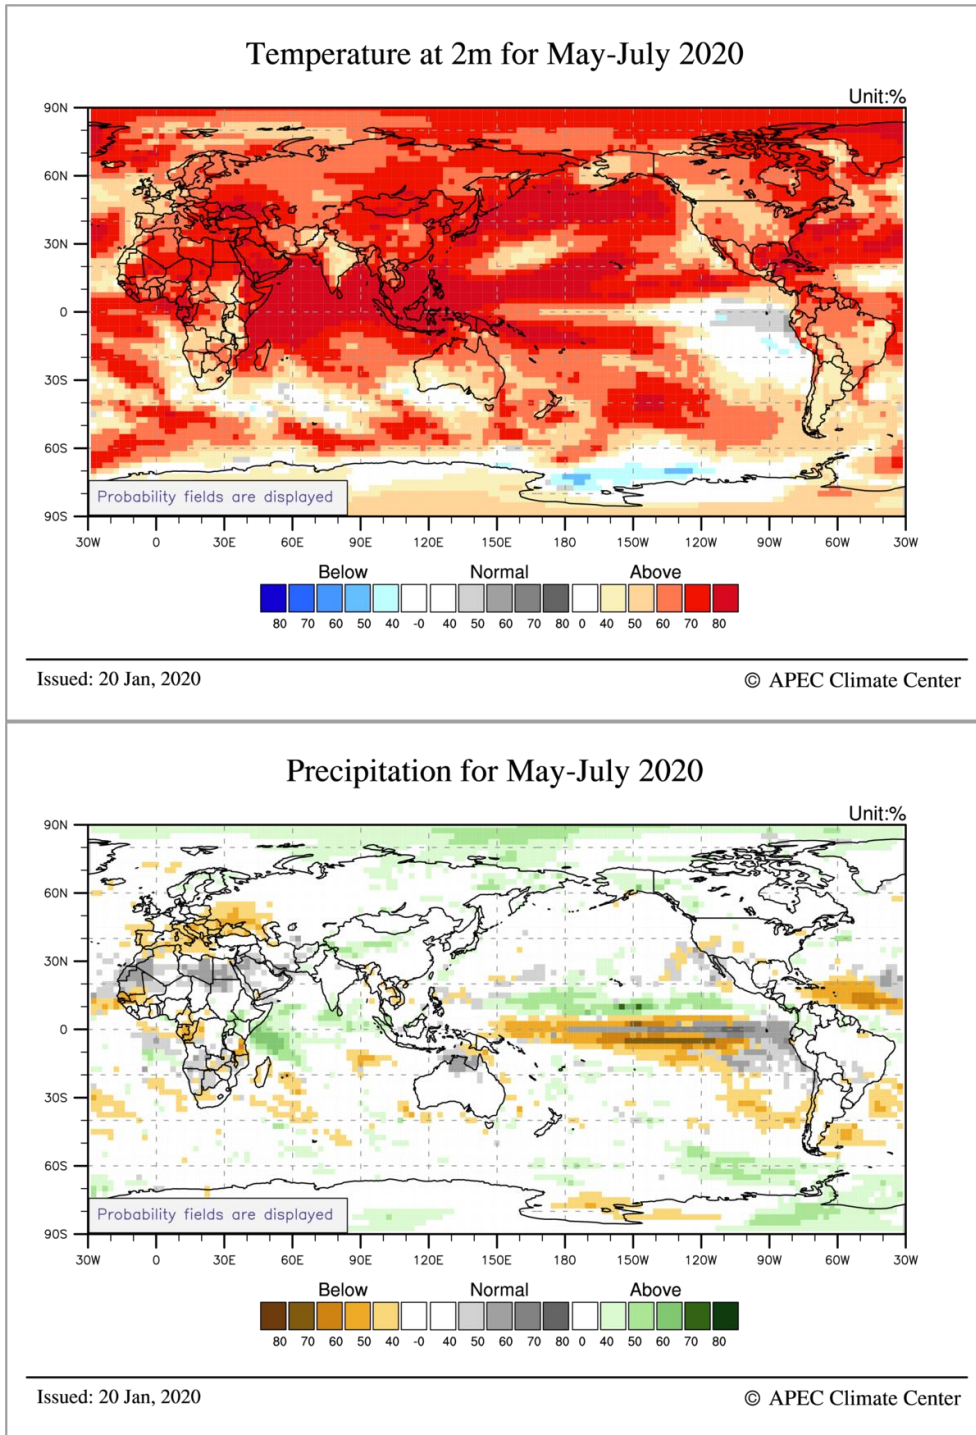 Temperature at 2m for May-July 2020
Unit:%
90N
60N
30N
0
30S
60S
90S
Probability fields are displayed
30W 0 30E 60E 90E 120E 150E 180 150W 120W 90W 60W 30W
Below Normal Above
80 70 60 50 40 -0 40 50 60 70 80 0 40 50 60 70 80
Issued: 20 Jan, 2020 © APEC Climate Center
Precipitation for May-July 2020
Unit:%
90N
60N
30N
0
30S
60S
90S
Probability fields are displayed
30W 0 30E 60E 90E 120E 150E 180 150W 120W 90W 60W 30W
Below Normal Above
80 70 60 50 40 -0 40 50 60 70 80 0 40 50 60 70 80
Issued: 20 Jan, 2020 © APEC Climate Center